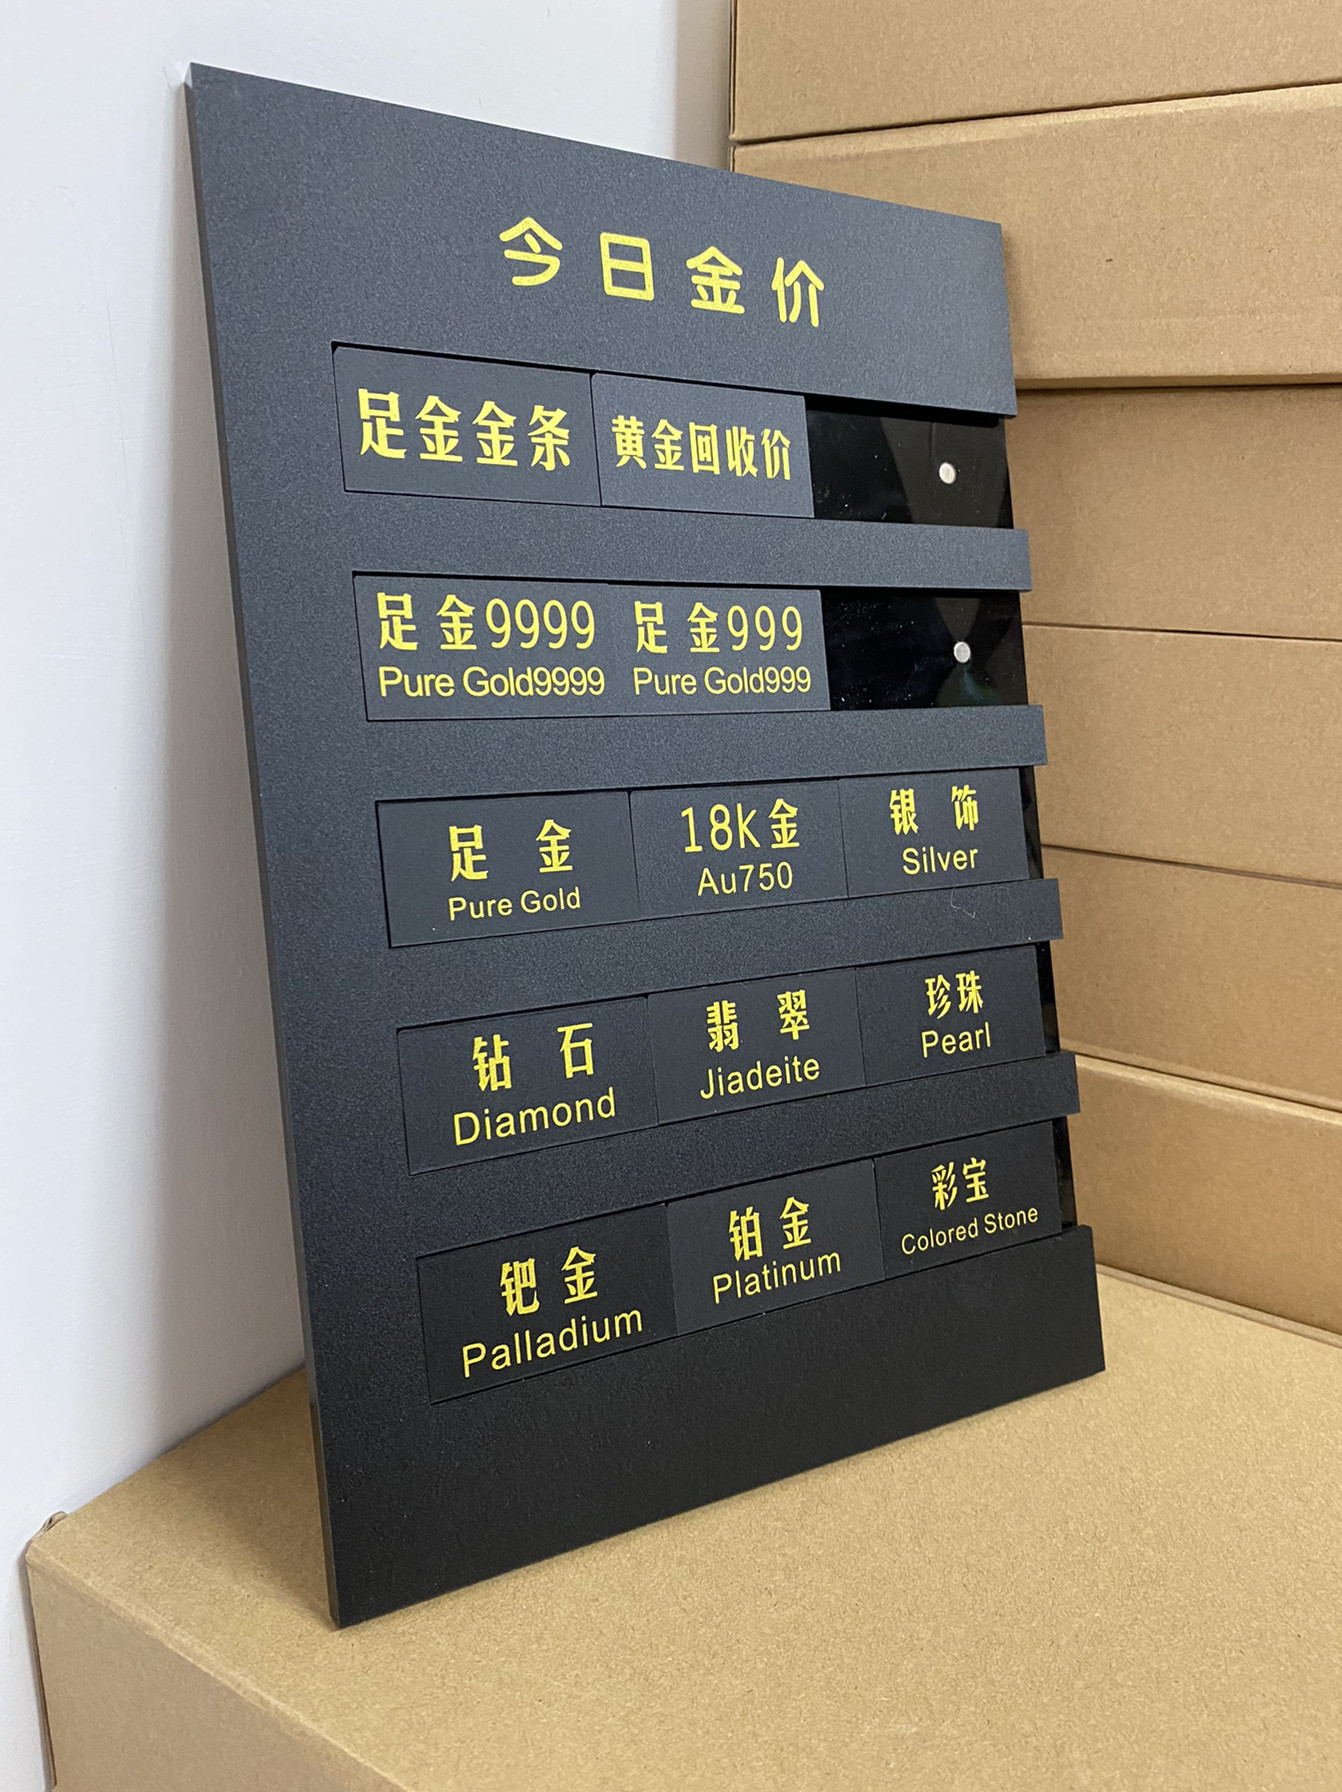 今日金价
足金金条 黄金回收价
足金9999 足金999
Pure Gold9999 Pure Gold999
足金 18K金 银饰
Pure Gold Au750 Silver
钻石 翡翠 珍珠
Diamond Jiadeite Pearl
钯金 铂金 彩宝
Palladium Platinum Colored Stone